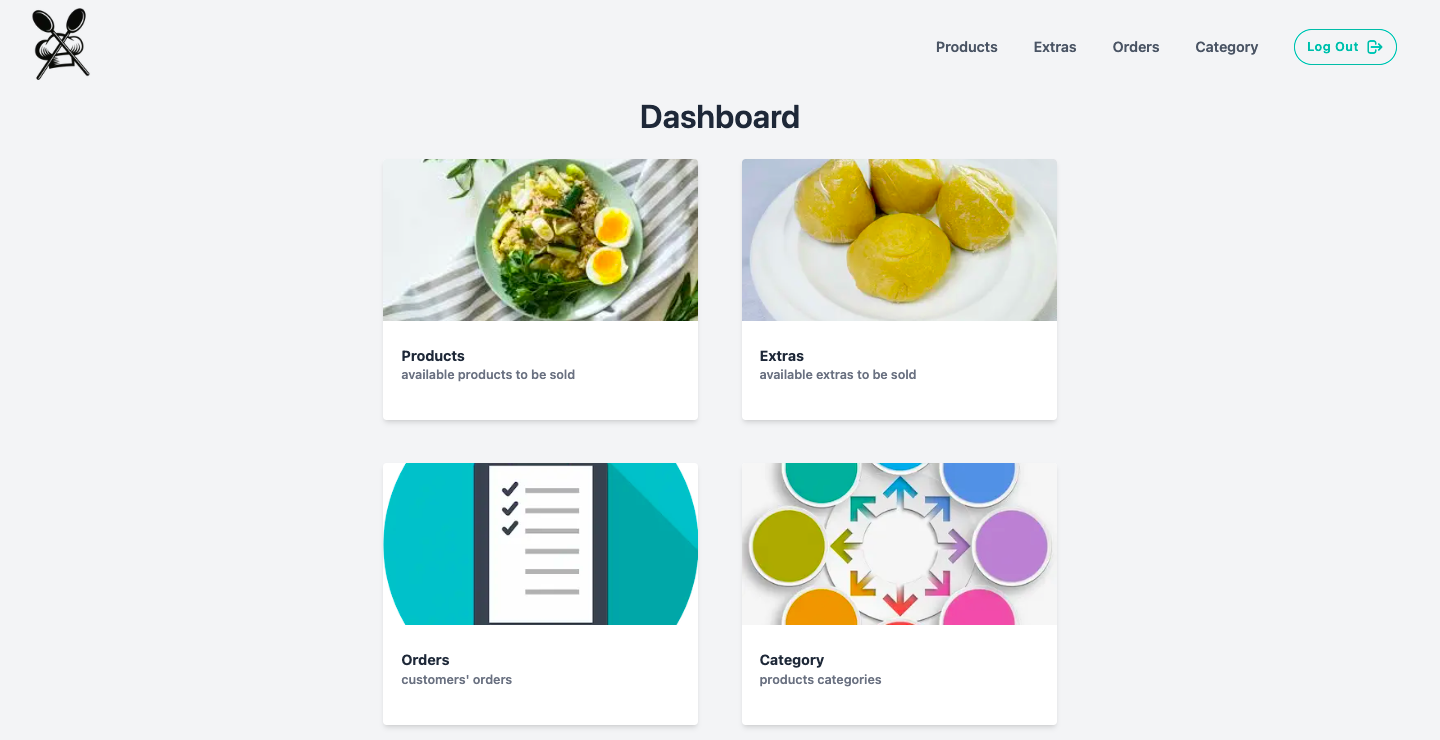 Products
Extras
Orders
Category
Log Out
Dashboard
Products
available products to be sold
Extras
available extras to be sold
Orders
customers' orders
Category
products categories